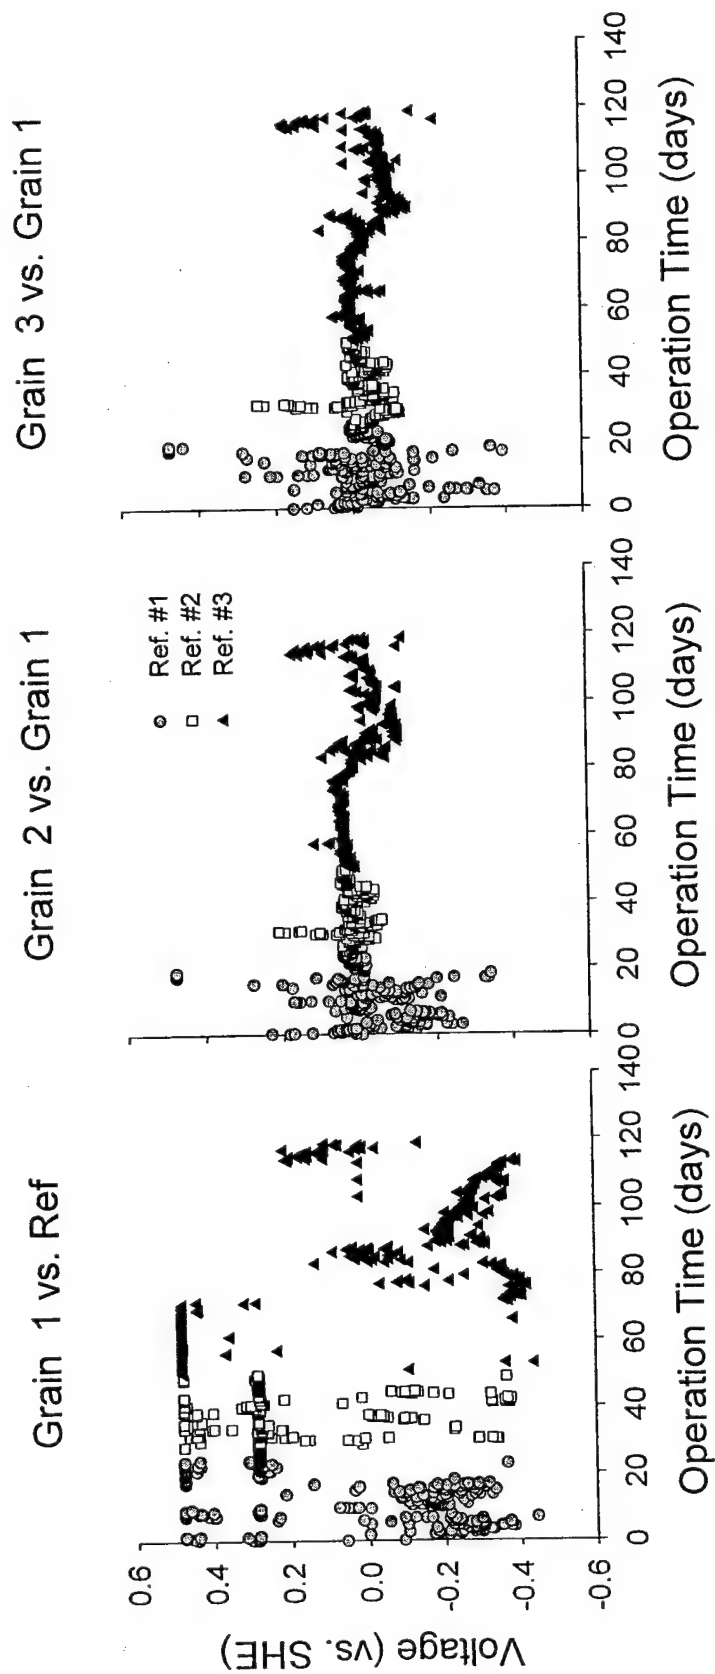 Grain 1 vs. Ref
Voltage (vs. SHE)
0.6
0.4
0.2
0.0
-0.2
-0.4
-0.6
0 20 40 60 80 100 120 140
Operation Time (days)
Grain 2 vs. Grain 1
Ref. #1
Ref. #2
Ref. #3
0 20 40 60 80 100 120 140
Operation Time (days)
Grain 3 vs. Grain 1
0 20 40 60 80 100 120 140
Operation Time (days)